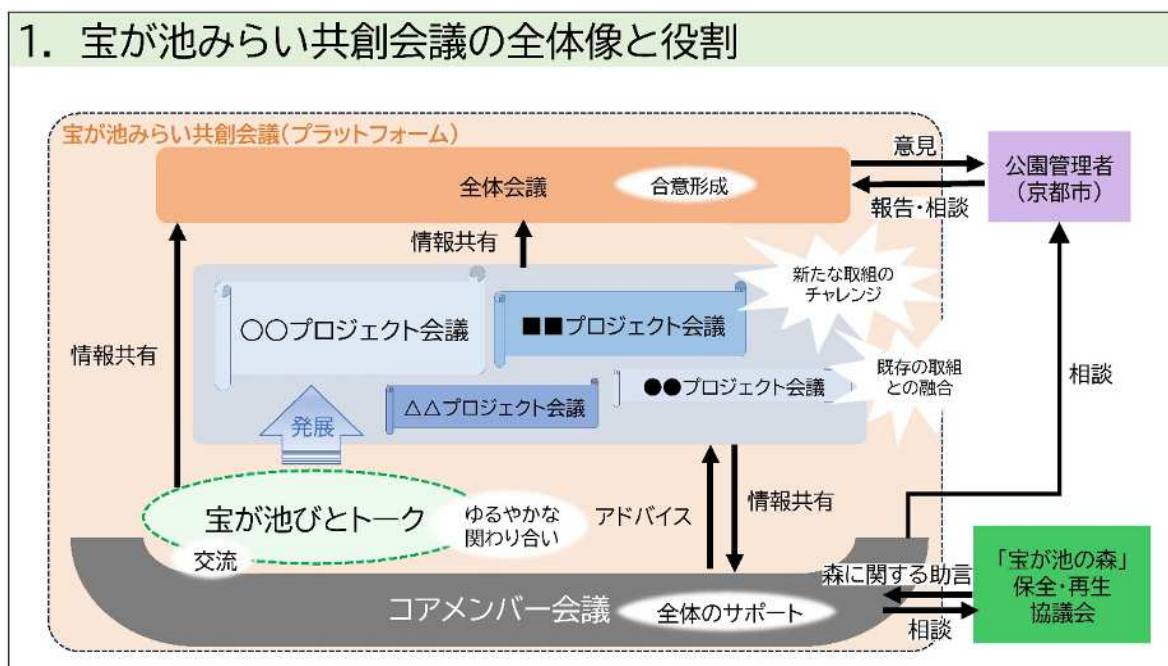 1. 宝が池みらい共創会議の全体像と役割
宝が池みらい共創会議(プラットフォーム)
全体会議
合意形成
意見
報告・相談
公園管理者
(京都市)
情報共有
情報共有
新たな取組の
チャレンジ
〇〇プロジェクト会議
■■プロジェクト会議
既存の取組
との融合
相談
△△プロジェクト会議
●●プロジェクト会議
発展
宝が池びとトーク
ゆるやかな
関わり合い
交流
アドバイス
情報共有
コアメンバー会議
全体のサポート
森に関する助言
相談
「宝が池の森」
保全・再生
協議会